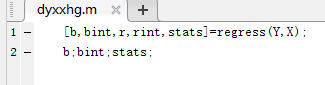 dyxxhg.m
1 - [b,bint,r,rint,stats]=regress(Y,X);
2 - b;bint;stats;